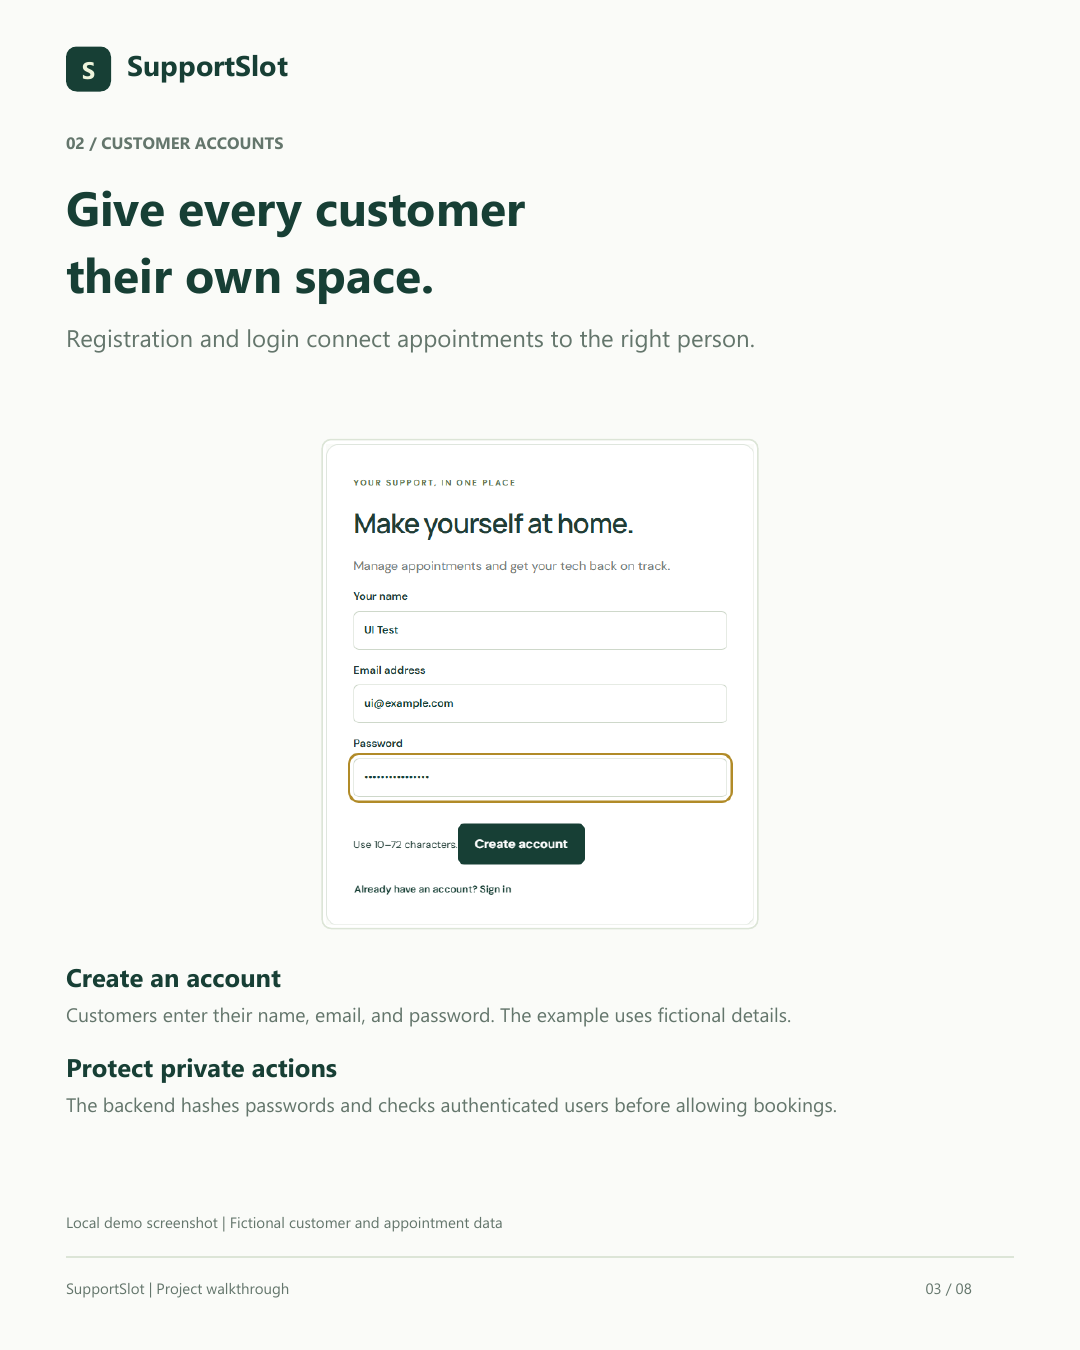 S SupportSlot
02 / CUSTOMER ACCOUNTS
Give every customer
their own space.
Registration and login connect appointments to the right person.
YOUR SUPPORT, IN ONE PLACE
Make yourself at home.
Manage appointments and get your tech back on track.
Your name
UI Test
Email address
ui@example.com
Password
••••••••••••••••
Use 10–72 characters. Create account
Already have an account? Sign in
Create an account
Customers enter their name, email, and password. The example uses fictional details.
Protect private actions
The backend hashes passwords and checks authenticated users before allowing bookings.
Local demo screenshot | Fictional customer and appointment data
SupportSlot | Project walkthrough 03 / 08